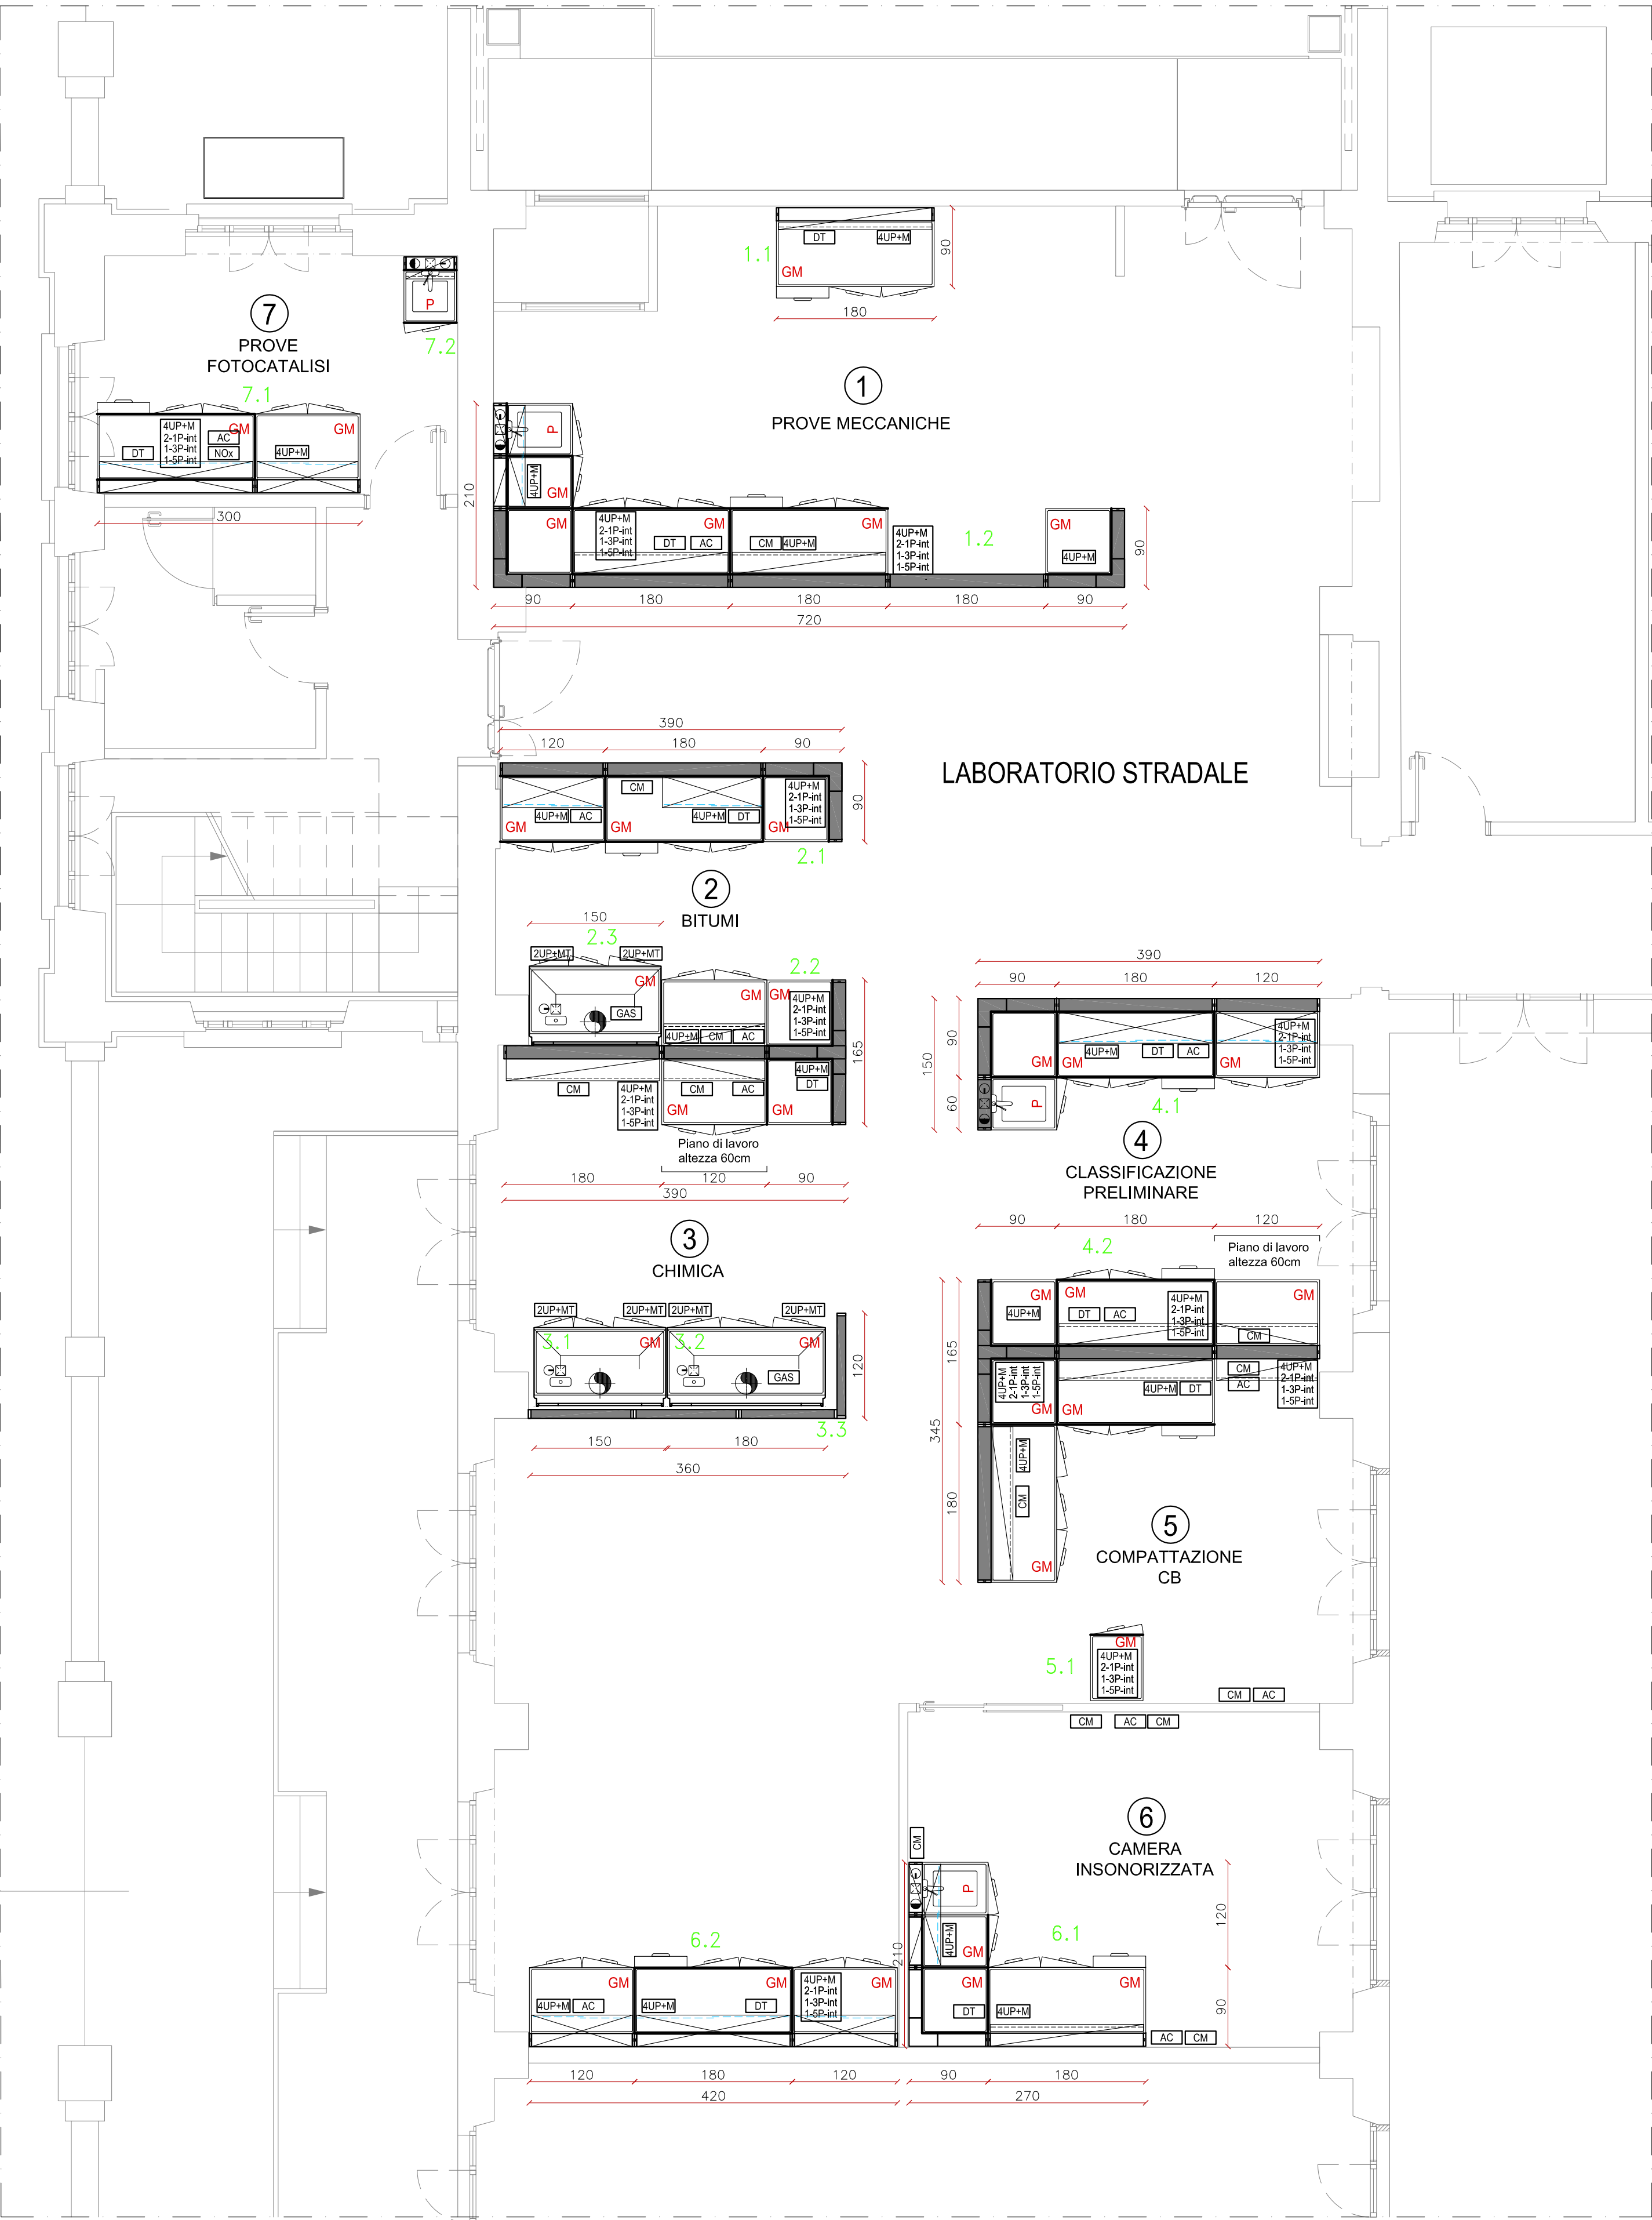 1.1
DT
4UP+M
GM
90
180
7
PROVE
FOTOCATALISI
P
7.2
7.1
4UP+M
2-1P-int
1-3P-int
1-5P-int
DT
AC
NOx
GM
4UP+M
GM
300
1
PROVE MECCANICHE
P
4UP+M
GM
210
GM
4UP+M
2-1P-int
1-3P-int
1-5P-int
DT
AC
GM
CM
4UP+M
GM
4UP+M
2-1P-int
1-3P-int
1-5P-int
1.2
GM
4UP+M
90
90
180
180
180
90
720
LABORATORIO STRADALE
390
120
180
90
GM
4UP+M
AC
CM
GM
4UP+M
DT
4UP+M
2-1P-int
1-3P-int
1-5P-int
GM
90
2.1
2
BITUMI
150
2.3
2UP+MT
2UP+MT
GM
GAS
2.2
GM
4UP+M
CM
AC
GM
4UP+M
2-1P-int
1-3P-int
1-5P-int
165
CM
4UP+M
2-1P-int
1-3P-int
1-5P-int
CM
AC
GM
4UP+M
DT
GM
Piano di lavoro
altezza 60cm
180
120
90
390
3
CHIMICA
2UP+MT
2UP+MT
2UP+MT
2UP+MT
3.1
GM
3.2
GM
GAS
120
3.3
150
180
360
390
90
180
120
150
90
60
GM
GM
4UP+M
DT
AC
GM
4UP+M
2-1P-int
1-3P-int
1-5P-int
P
4.1
4
CLASSIFICAZIONE
PRELIMINARE
90
180
120
4.2
Piano di lavoro
altezza 60cm
GM
4UP+M
GM
DT
AC
4UP+M
2-1P-int
1-3P-int
1-5P-int
GM
CM
345
165
180
4UP+M
2-1P-int
1-3P-int
1-5P-int
GM
GM
4UP+M
DT
CM
AC
4UP+M
2-1P-int
1-3P-int
1-5P-int
4UP+M
CM
GM
5
COMPATTAZIONE
CB
5.1
GM
4UP+M
2-1P-int
1-3P-int
1-5P-int
CM
AC
CM
AC
CM
6
CAMERA
INSONORIZZATA
CM
P
4UP+M
GM
210
GM
DT
6.1
GM
4UP+M
120
90
AC
CM
6.2
GM
4UP+M
AC
GM
4UP+M
DT
4UP+M
2-1P-int
1-3P-int
1-5P-int
GM
120
180
120
420
90
180
270